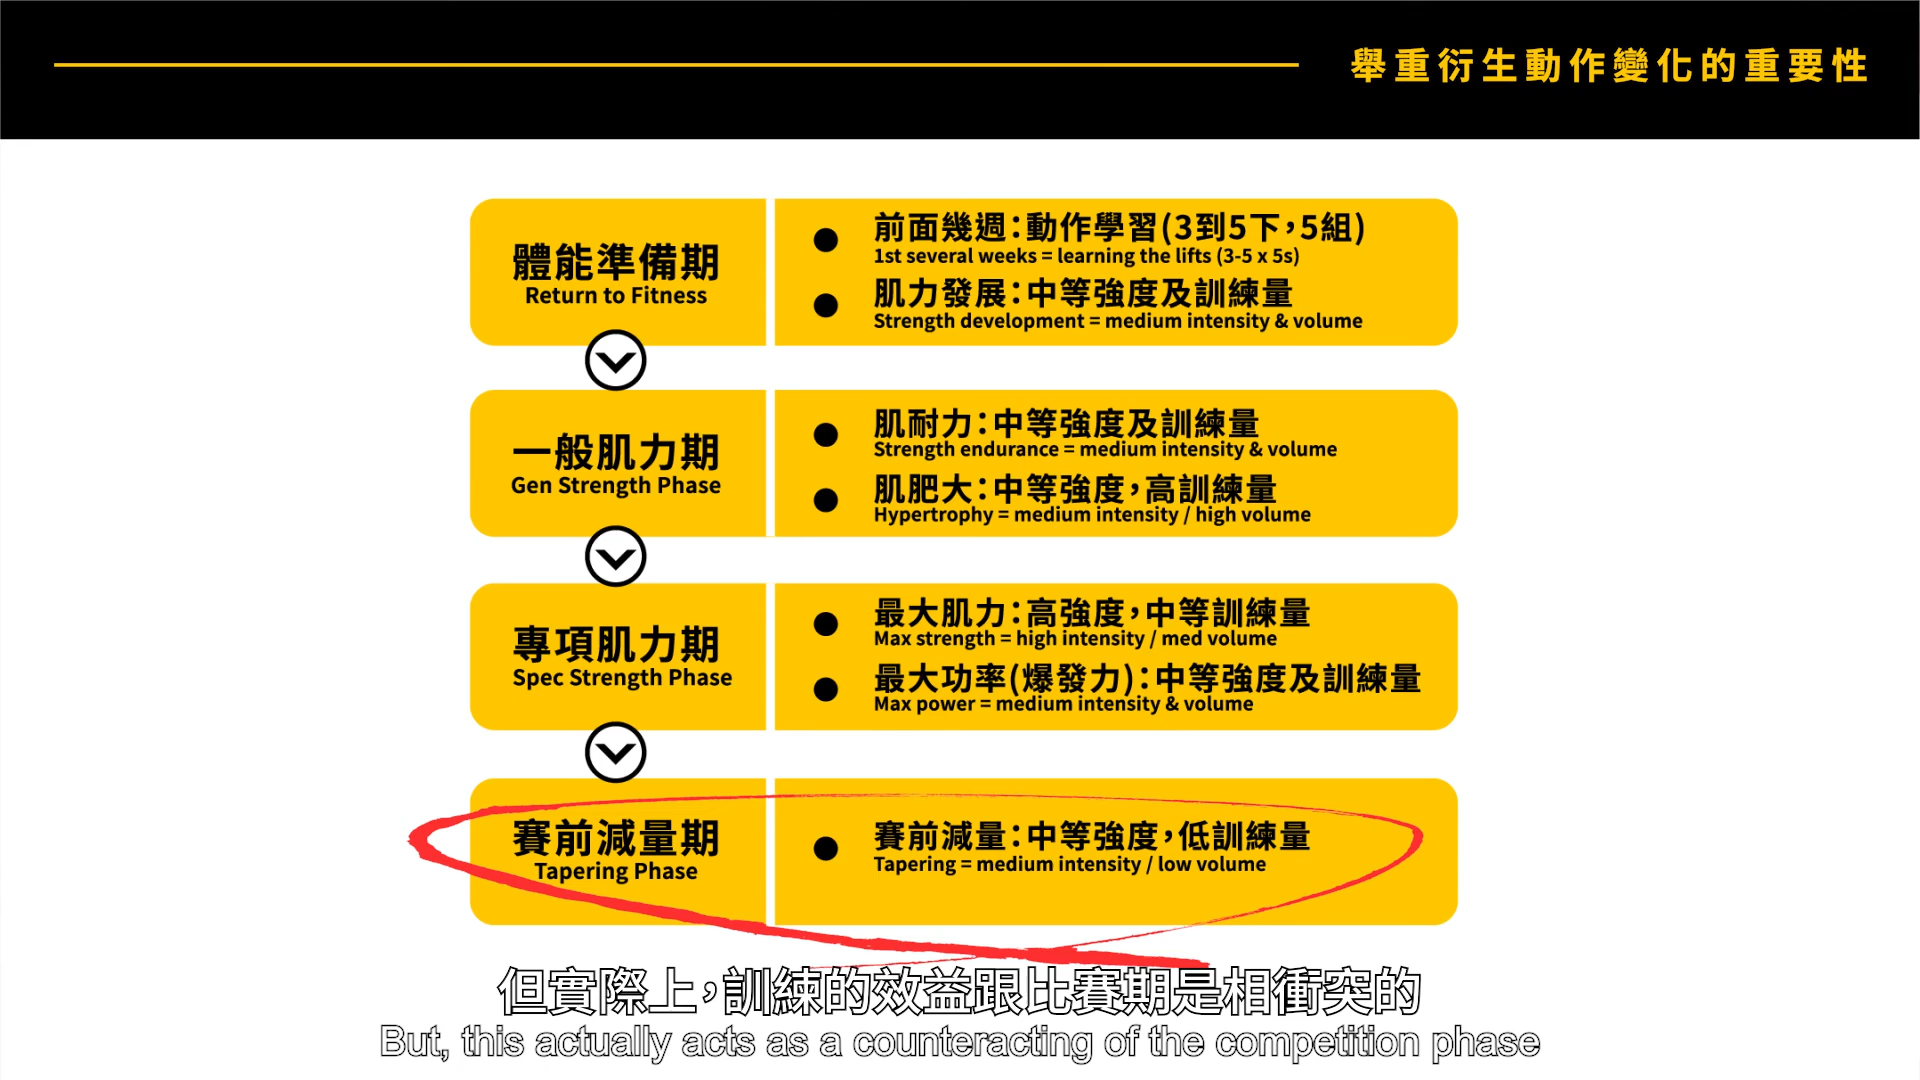 舉重衍生動作變化的重要性
體能準備期
Return to Fitness
前面幾週：動作學習(3到5下，5組)
1st several weeks = learning the lifts (3-5 x 5s)
肌力發展：中等強度及訓練量
Strength development = medium intensity & volume
一般肌力期
Gen Strength Phase
肌耐力：中等強度及訓練量
Strength endurance = medium intensity & volume
肌肥大：中等強度，高訓練量
Hypertrophy = medium intensity / high volume
專項肌力期
Spec Strength Phase
最大肌力：高強度，中等訓練量
Max strength = high intensity / med volume
最大功率(爆發力)：中等強度及訓練量
Max power = medium intensity & volume
賽前減量期
Tapering Phase
賽前減量：中等強度，低訓練量
Tapering = medium intensity / low volume
但實際上，訓練的效益跟比賽期是相衝突的
But, this actually acts as a counteracting of the competition phase